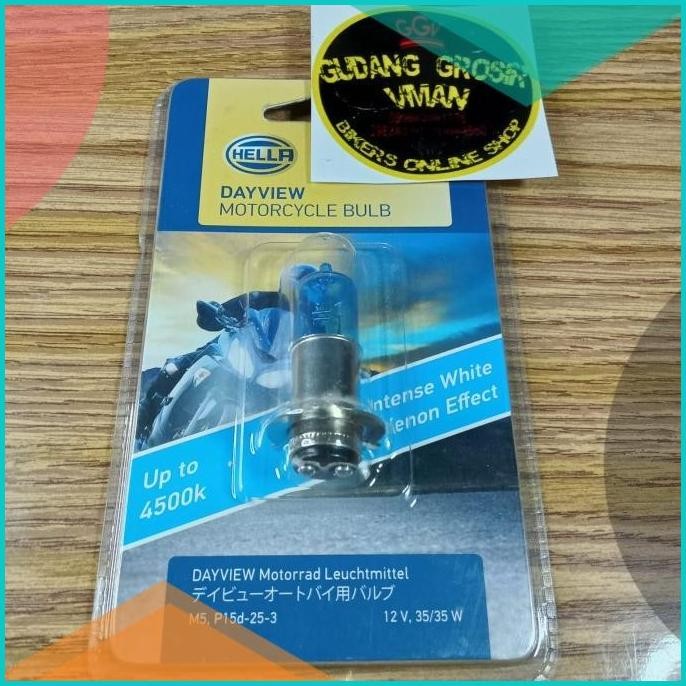 GGV
GUDANG GROSIR
VMAN
BIKERS ONLINE SHOP
HELLA
DAYVIEW
MOTORCYCLE BULB
Intense White
Xenon Effect
Up to
4500k
DAYVIEW Motorrad Leuchtmittel
デイビューオートバイ用バルブ
M5, P15d-25-3 12 V, 35/35 W